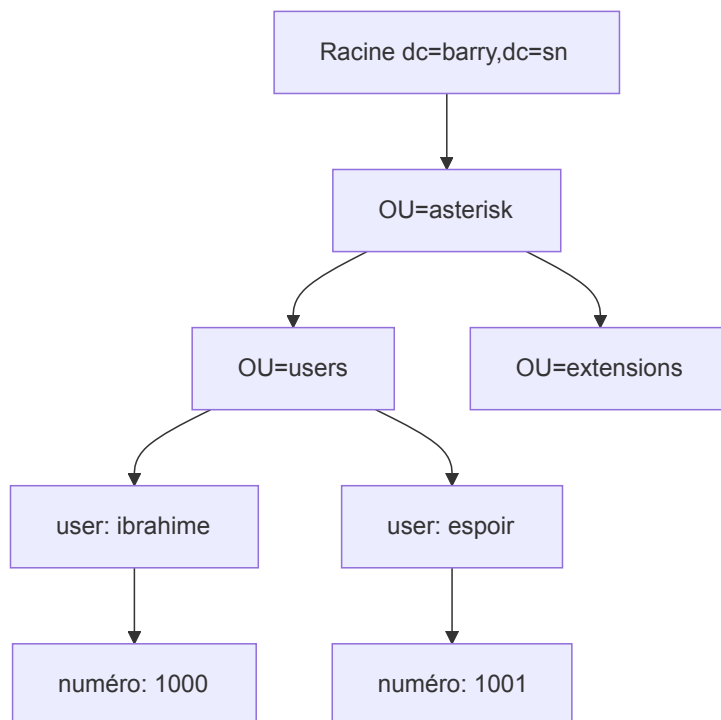 Racine dc=barry,dc=sn
OU=asterisk
OU=users
OU=extensions
user: ibrahime
user: espoir
numéro: 1000
numéro: 1001